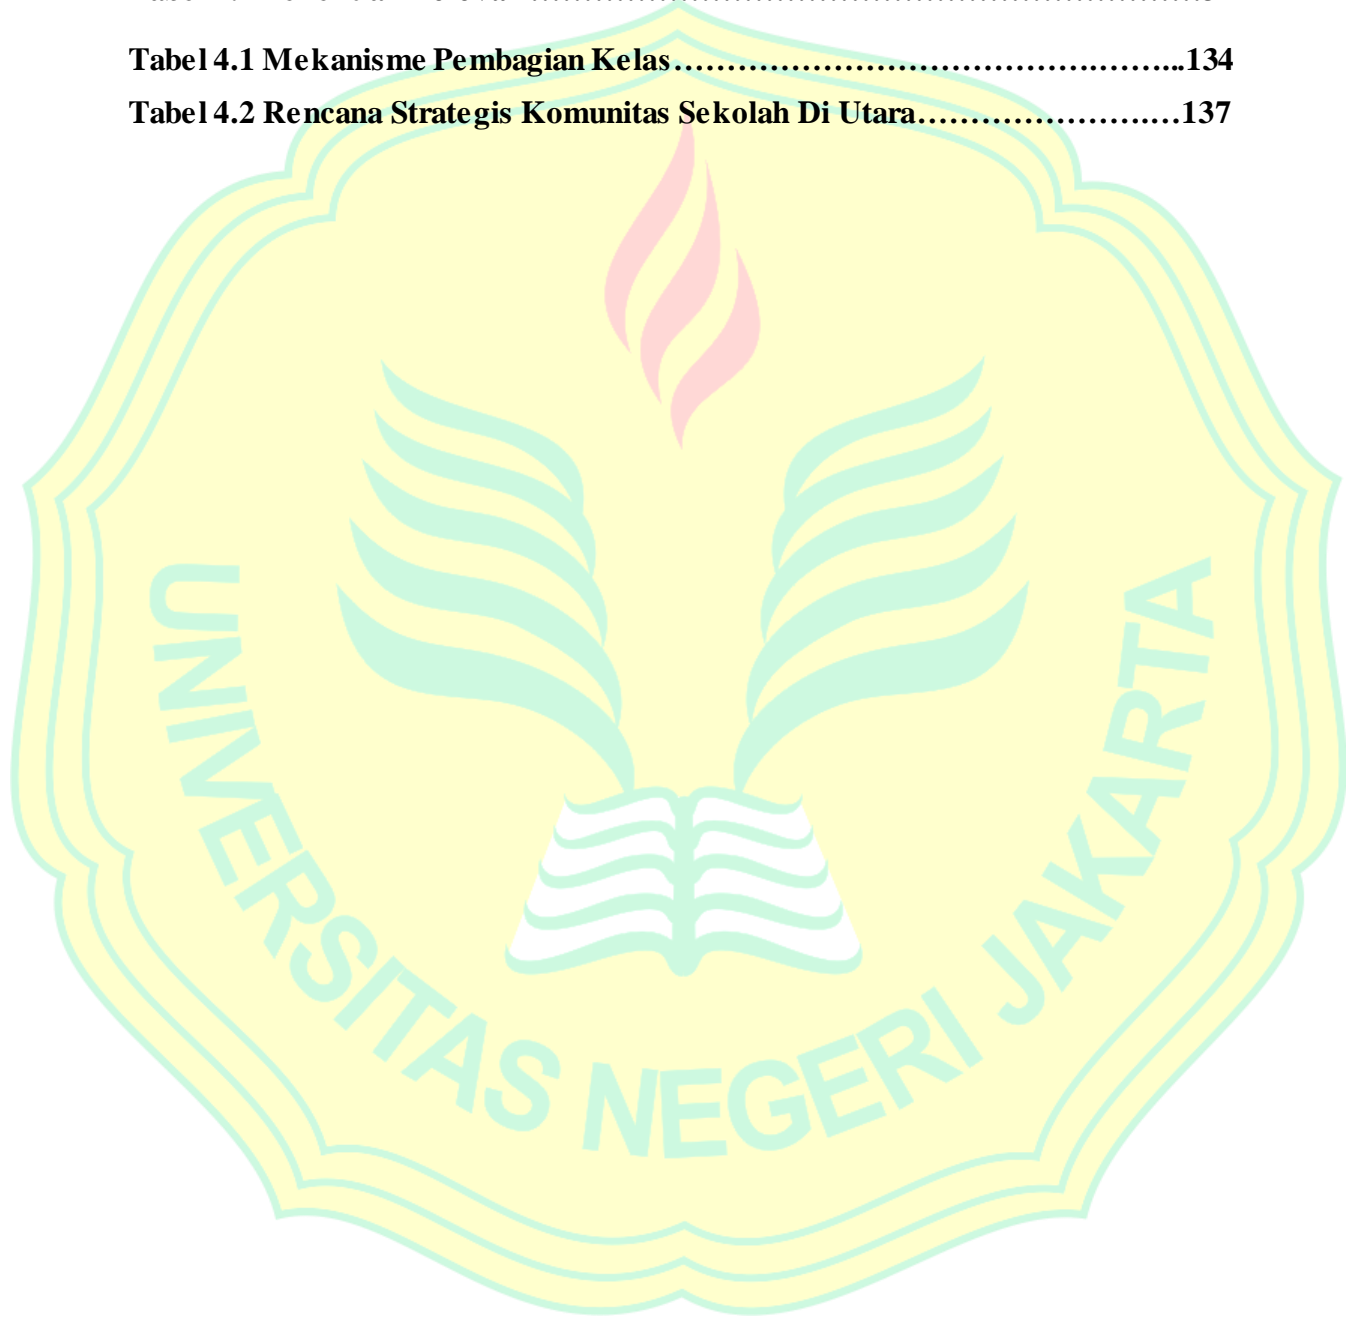 Tabel 4.1 Mekanisme Pembagian Kelas…………………………………….……...134
Tabel 4.2 Rencana Strategis Komunitas Sekolah Di Utara………………….…137
UNIVERSITAS NEGERI JAKARTA